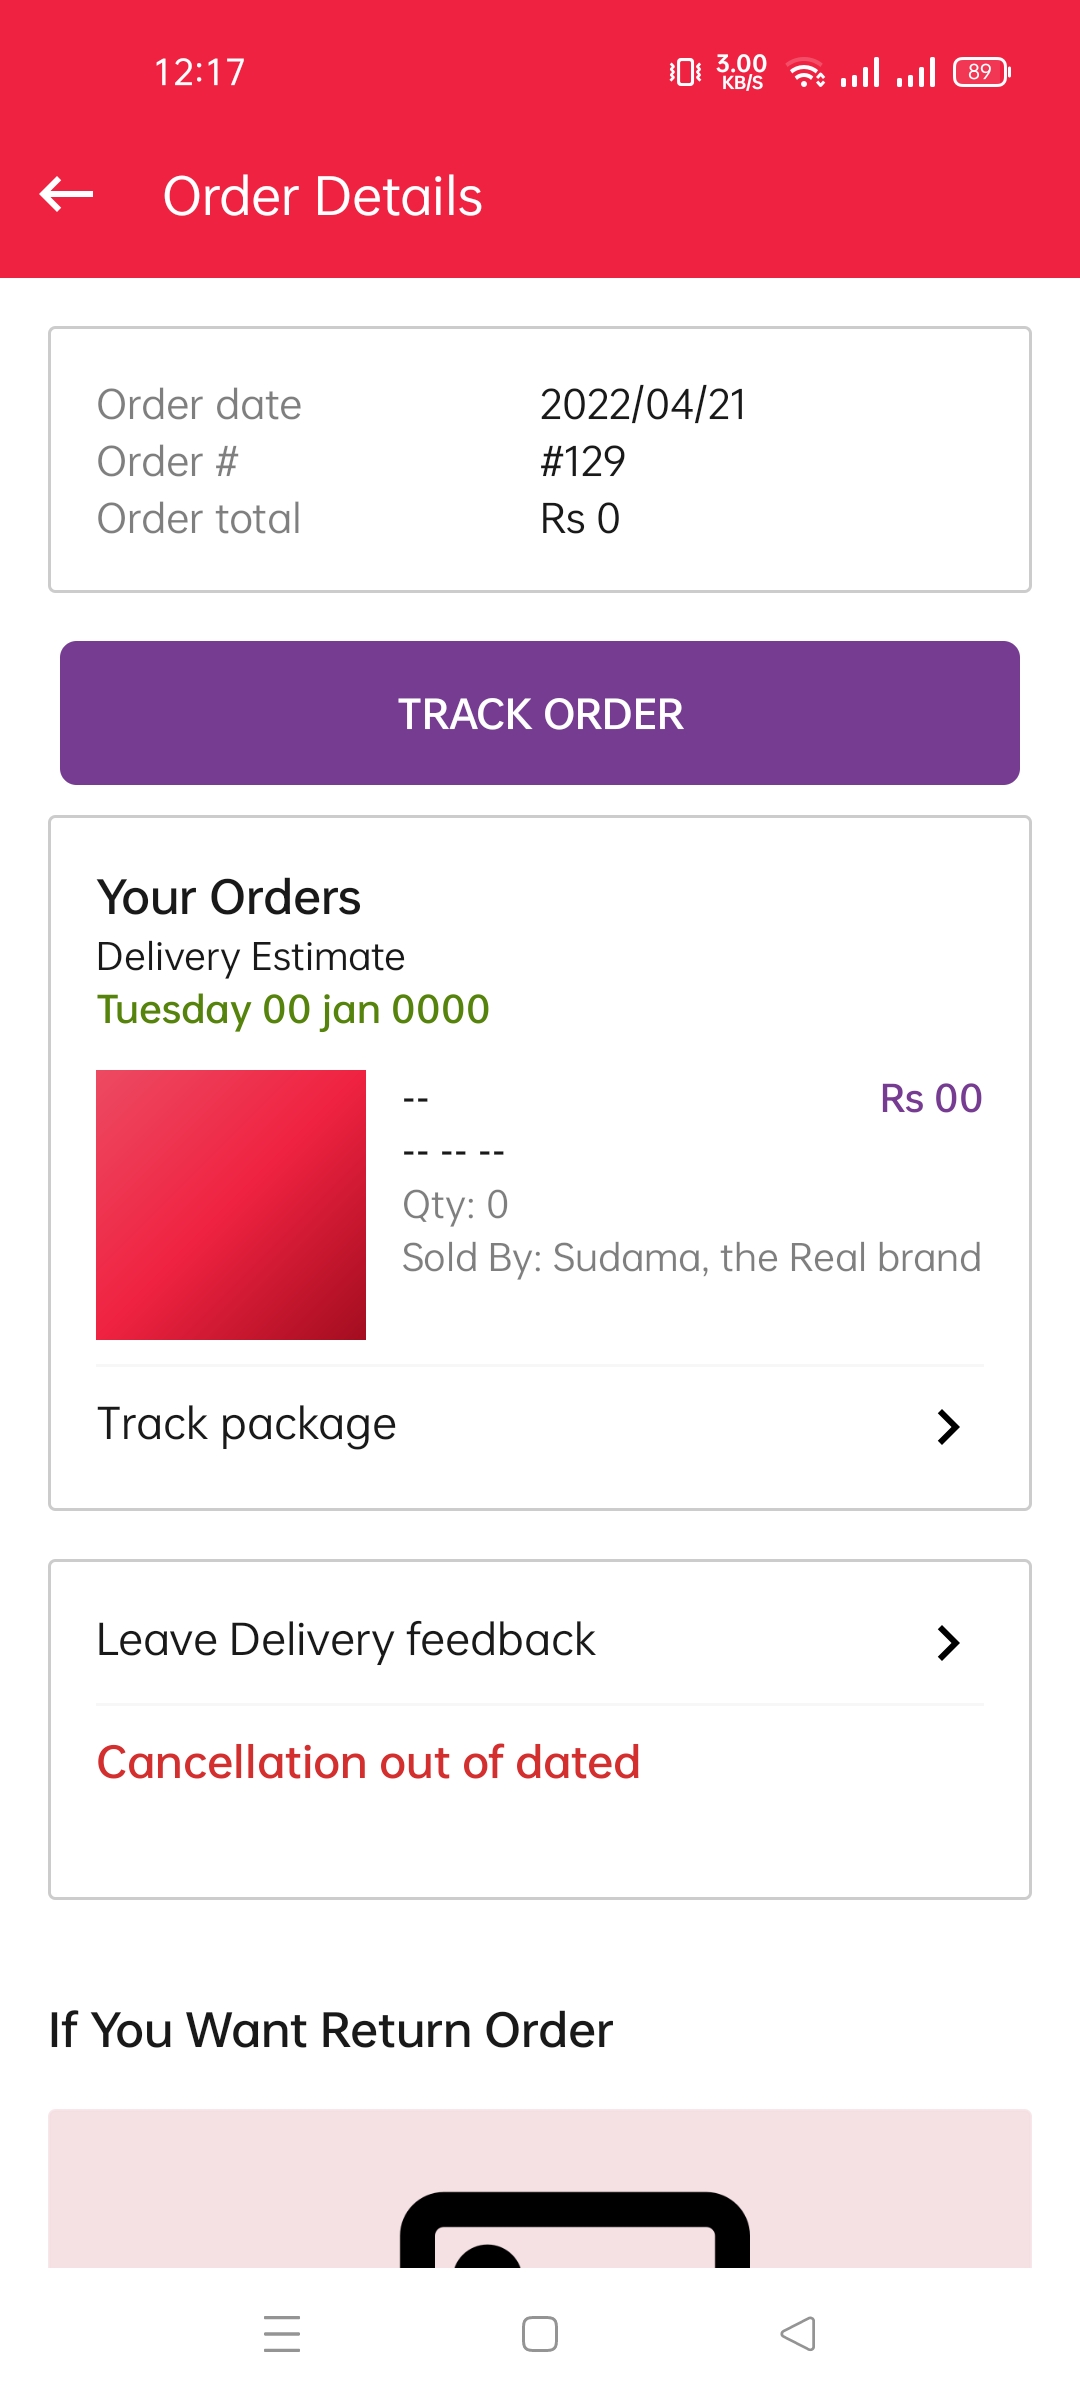 12:17
3.00
KB/S
89
Order Details
Order date 2022/04/21
Order # #129
Order total Rs 0
TRACK ORDER
Your Orders
Delivery Estimate
Tuesday 00 jan 0000
-- Rs 00
-- -- --
Qty: 0
Sold By: Sudama, the Real brand
Track package
Leave Delivery feedback
Cancellation out of dated
If You Want Return Order